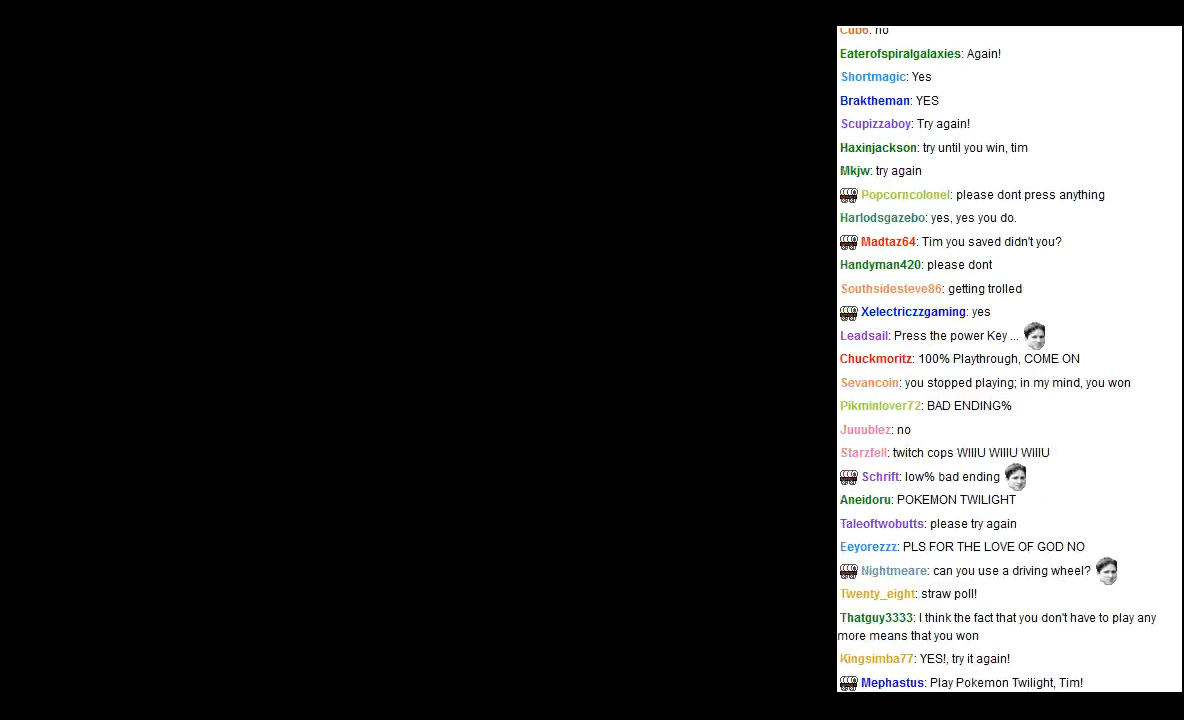 Cub6: no
Eaterofspiralgalaxies: Again!
Shortmagic: Yes
Braktheman: YES
Scupizzaboy: Try again!
Haxinjackson: try until you win, tim
Mkjw: try again
Popcorncolonel: please dont press anything
Harlodsgazebo: yes, yes you do.
Madtaz64: Tim you saved didn't you?
Handyman420: please dont
Southsidesteve86: getting trolled
Xelectriczzgaming: yes
Leadsail: Press the power Key ...
Chuckmoritz: 100% Playthrough, COME ON
Sevancoin: you stopped playing; in my mind, you won
Pikminlover72: BAD ENDING%
Juuublez: no
Starzfell: twitch cops WIIIU WIIIU WIIIU
Schrift: low% bad ending
Aneidoru: POKEMON TWILIGHT
Taleoftwobutts: please try again
Eeyorezzz: PLS FOR THE LOVE OF GOD NO
Nightmeare: can you use a driving wheel?
Twenty_eight: straw poll!
Thatguy3333: I think the fact that you don't have to play any
more means that you won
Kingsimba77: YES!, try it again!
Mephastus: Play Pokemon Twilight, Tim!